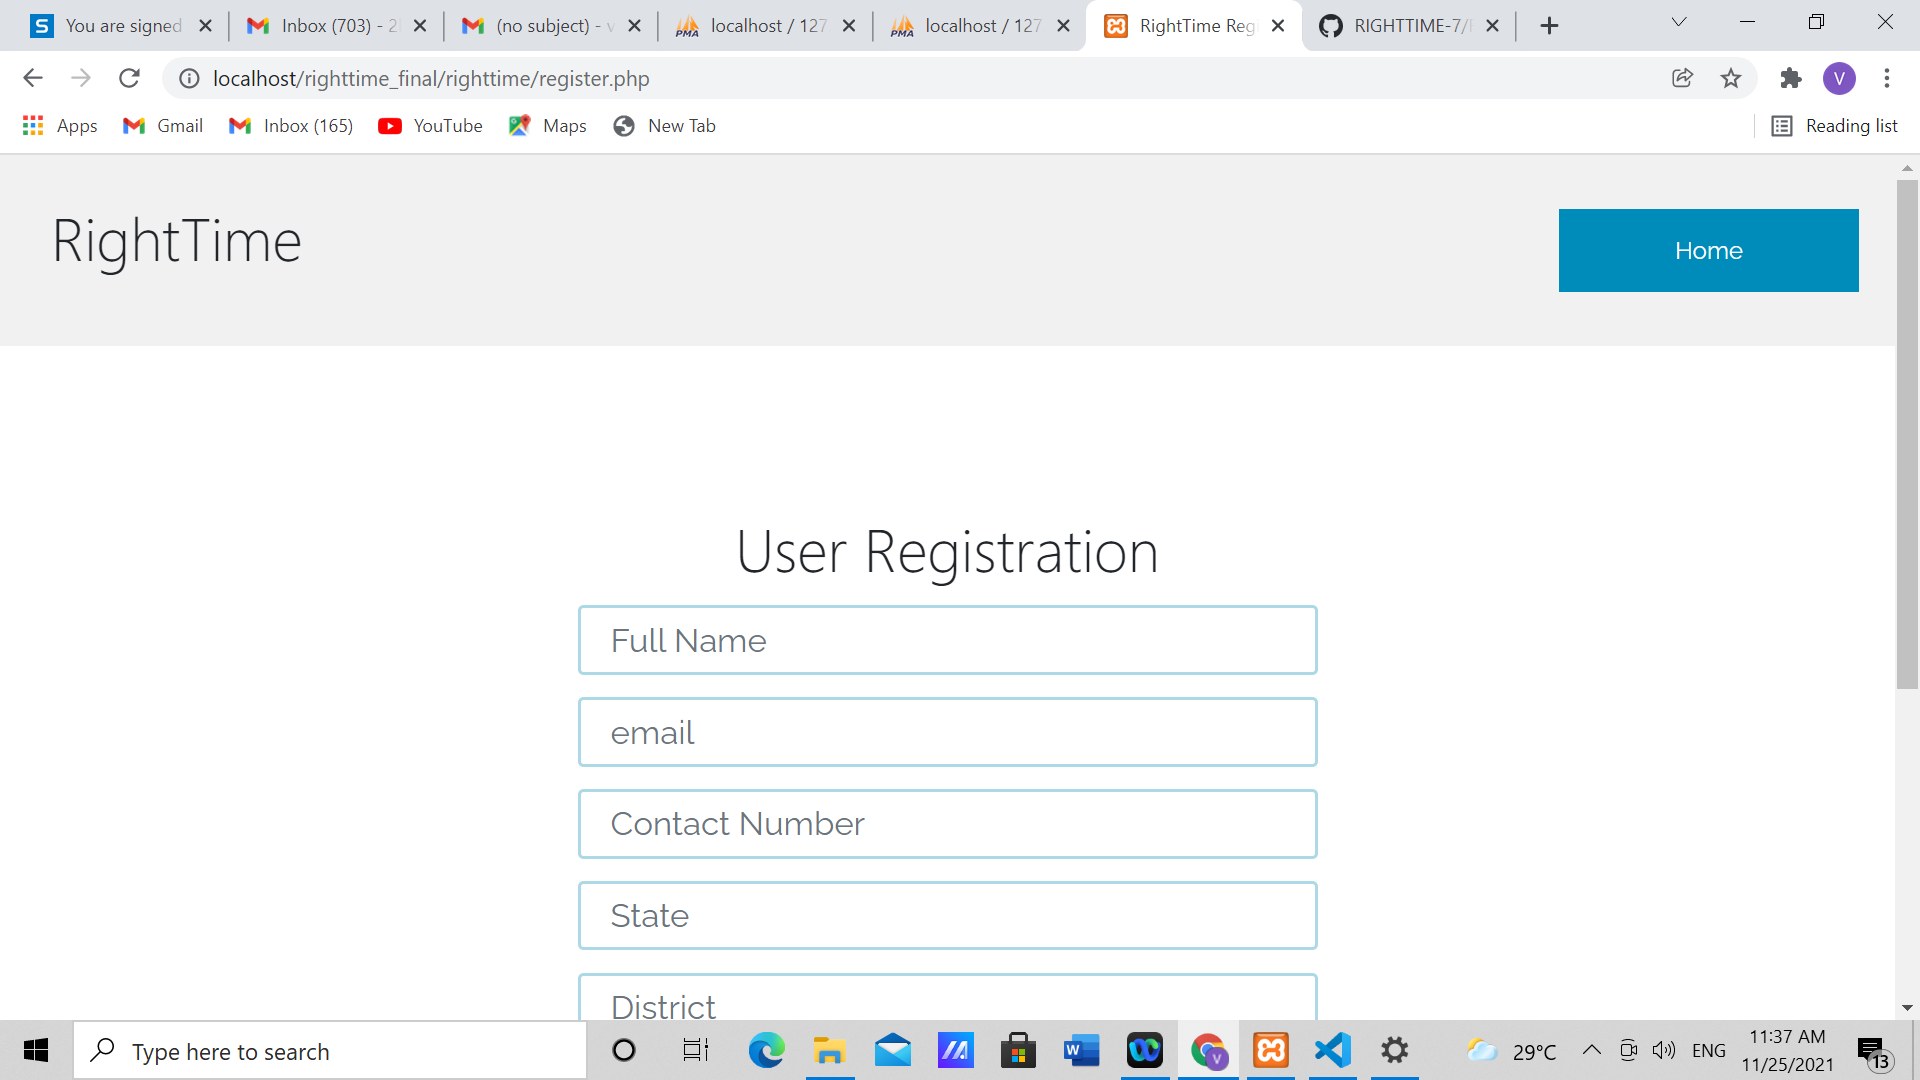 You are signed
Inbox (703) - 2
(no subject) - v
localhost / 127
localhost / 127
RightTime Reg
RIGHTTIME-7/
localhost/righttime_final/righttime/register.php
V
Apps
Gmail
Inbox (165)
YouTube
Maps
New Tab
Reading list
RightTime
Home
User Registration
Full Name
email
Contact Number
State
District
Type here to search
29°C
ENG
11:37 AM
11/25/2021
13